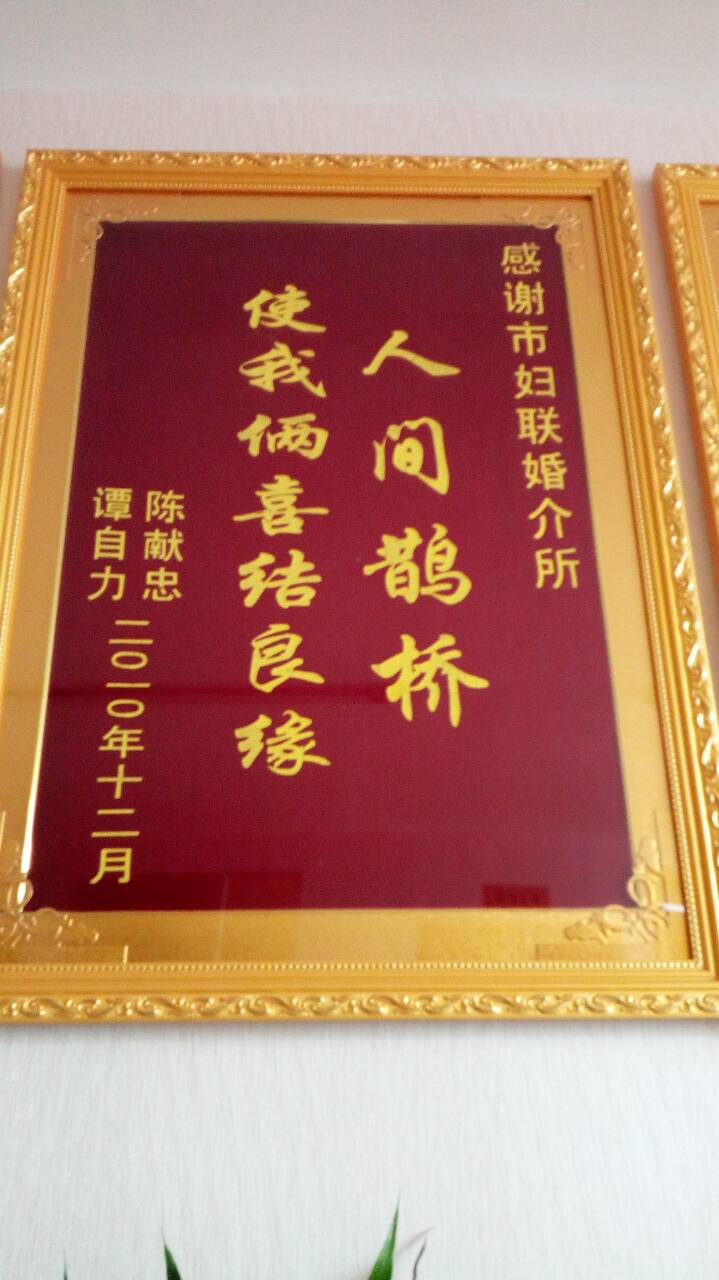 感谢市妇联婚介所
人间鹊桥
使我俩喜结良缘
陈献忠
谭自力
二〇一〇年十二月